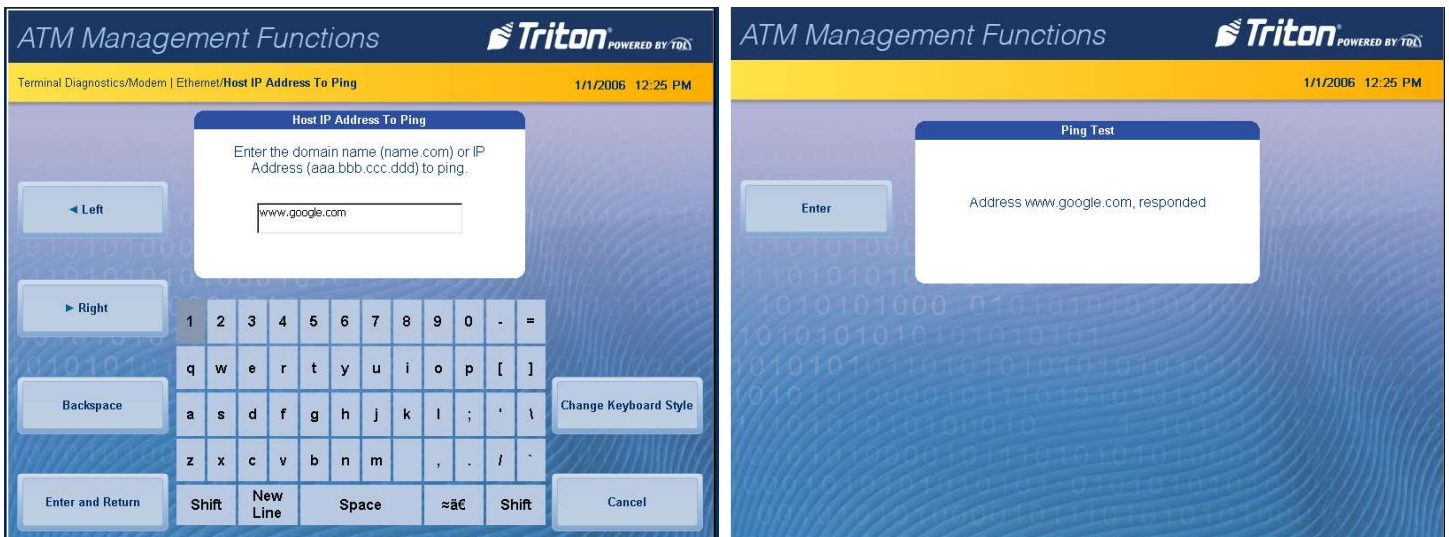 ATM Management Functions
Triton POWERED BY TDL
Terminal Diagnostics/Modem | Ethernet/Host IP Address To Ping
1/1/2006 12:25 PM
Host IP Address To Ping
Enter the domain name (name.com) or IP
Address (aaa.bbb.ccc.ddd) to ping.
www.google.com
◄ Left
► Right
Backspace
Enter and Return
1 2 3 4 5 6 7 8 9 0 - =
q w e r t y u i o p [ ]
a s d f g h j k l ; ' \
z x c v b n m , . / `
Shift New Line Space ≈ä€ Shift
Change Keyboard Style
Cancel
ATM Management Functions
Triton POWERED BY TDL
1/1/2006 12:25 PM
Ping Test
Enter
Address www.google.com, responded